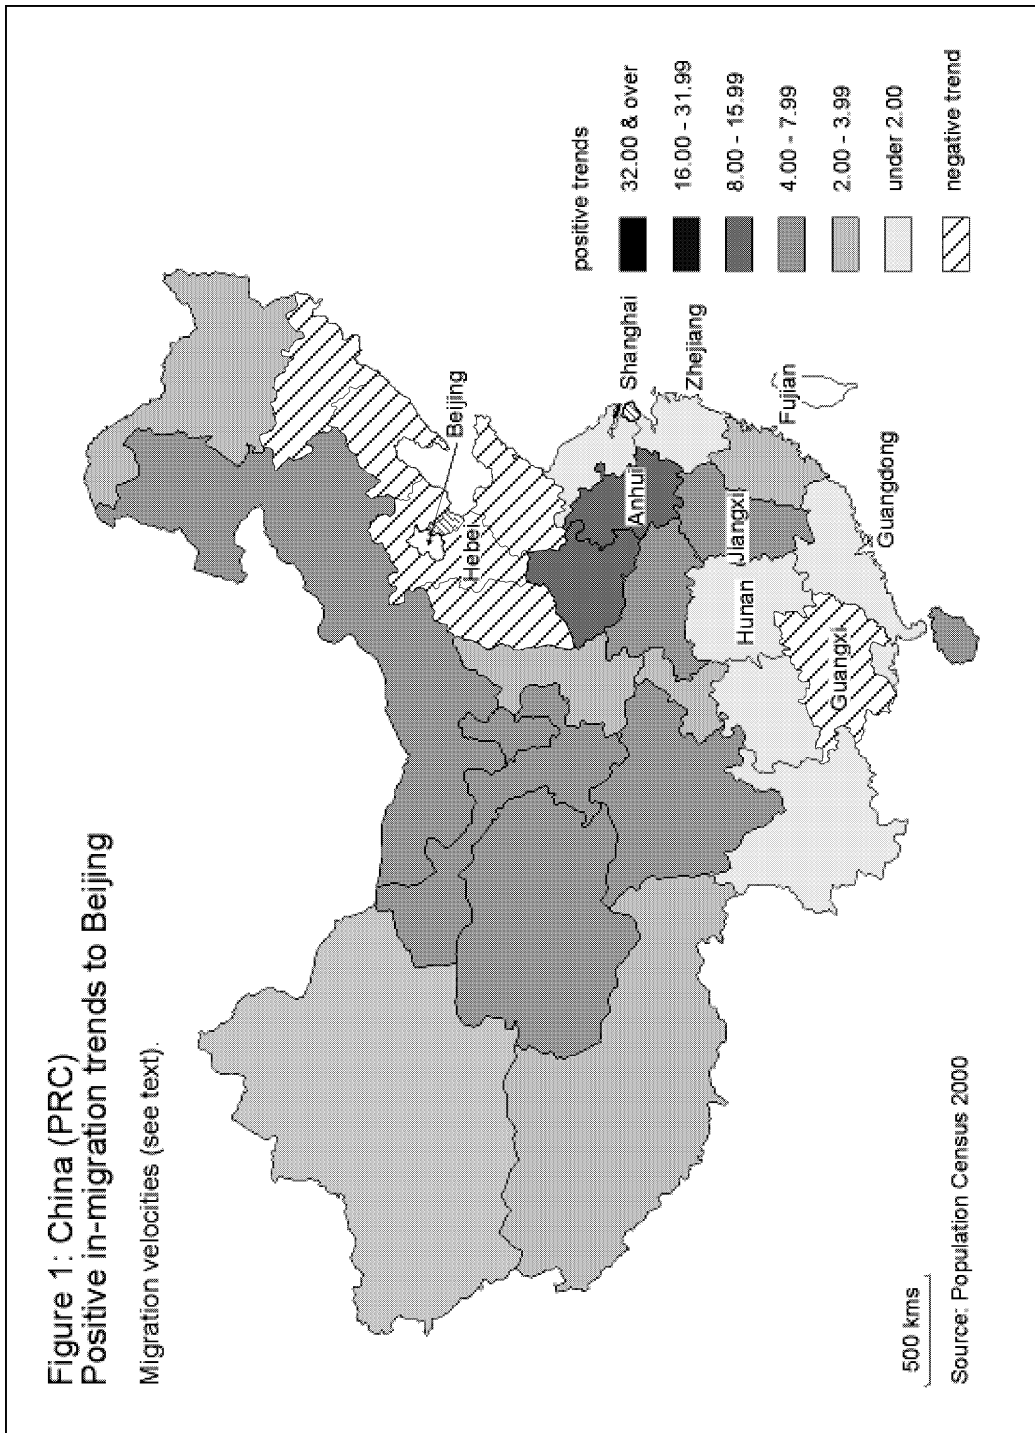 Figure 1: China (PRC)
Positive in-migration trends to Beijing
Migration velocities (see text).
Beijing
Hebei
Shanghai
Anhui
Zhejiang
Jiangxi
Hunan
Fujian
Guangxi
Guangdong
positive trends
32.00 & over
16.00 - 31.99
8.00 - 15.99
4.00 - 7.99
2.00 - 3.99
under 2.00
negative trend
500 kms
Source: Population Census 2000